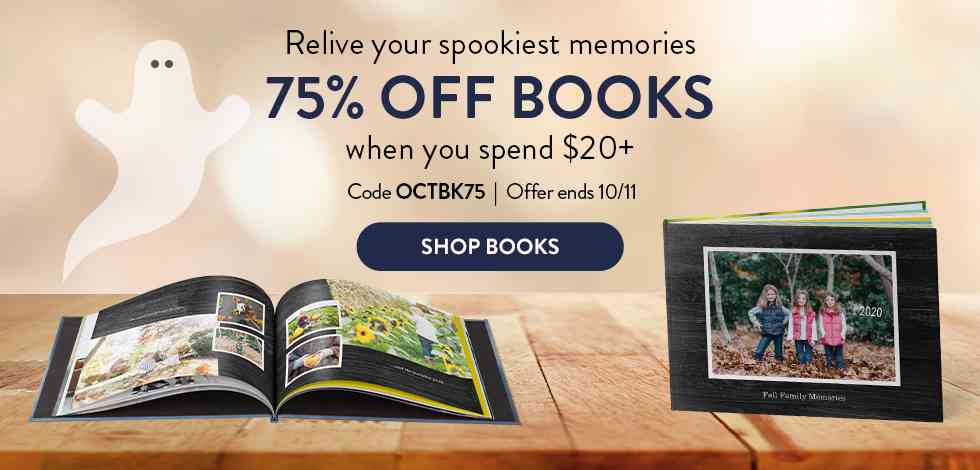 Relive your spookiest memories
75% OFF BOOKS
when you spend $20+
Code OCTBK75 | Offer ends 10/11
SHOP BOOKS
2020
Fall Family Memories